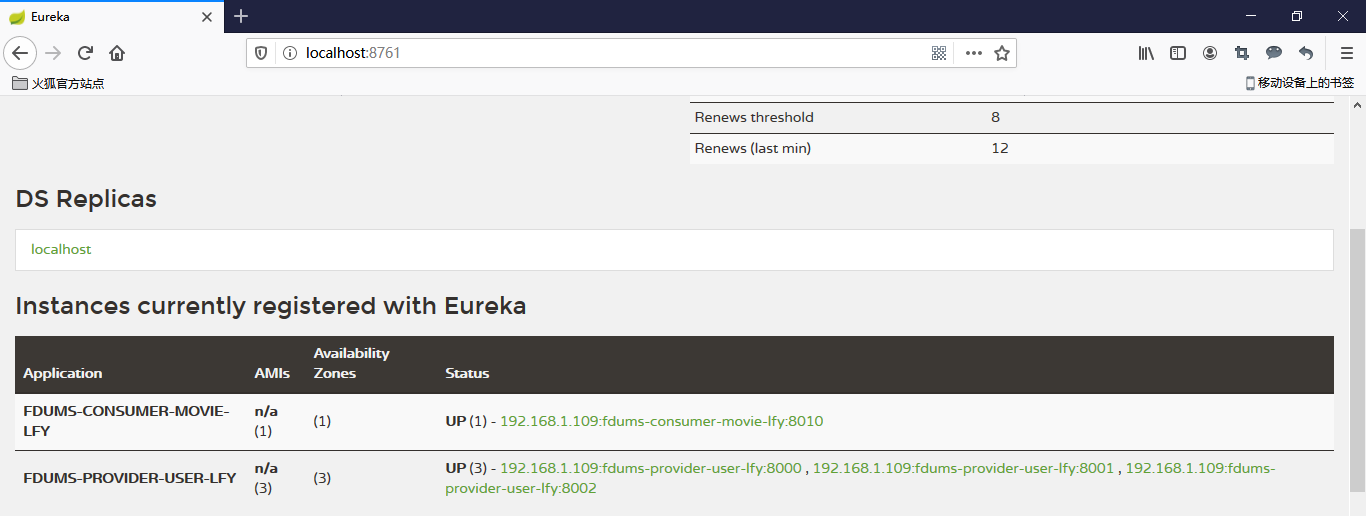 Eureka
localhost:8761
火狐官方站点
移动设备上的书签
Renews threshold 8
Renews (last min) 12
DS Replicas
localhost
Instances currently registered with Eureka
Application AMIs Availability Zones Status
FDUMS-CONSUMER-MOVIE-LFY n/a (1) (1) UP (1) - 192.168.1.109:fdums-consumer-movie-lfy:8010
FDUMS-PROVIDER-USER-LFY n/a (3) (3) UP (3) - 192.168.1.109:fdums-provider-user-lfy:8000 , 192.168.1.109:fdums-provider-user-lfy:8001 , 192.168.1.109:fdums-provider-user-lfy:8002